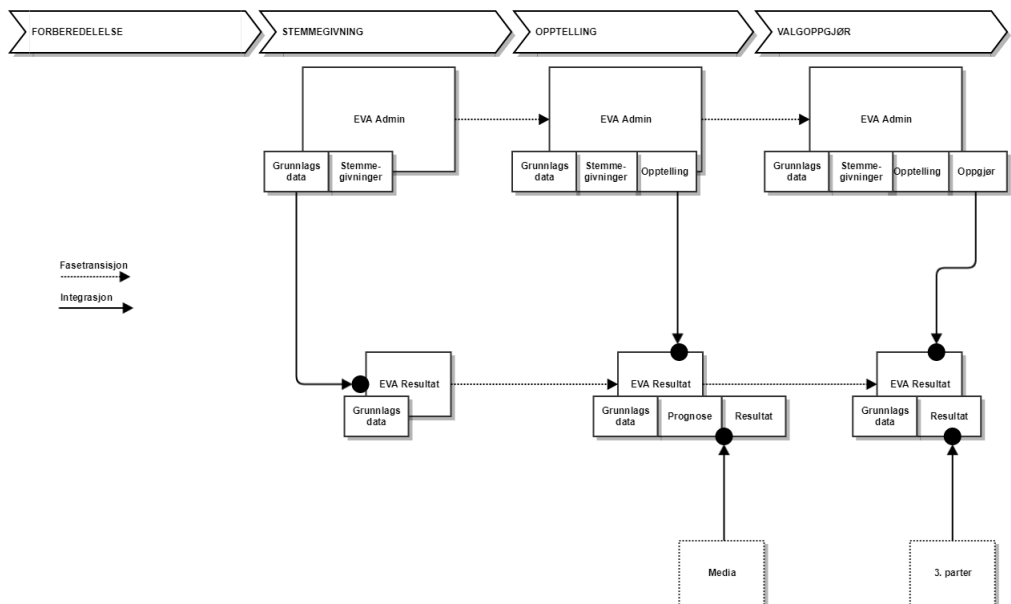 FORBEREDELELSE
STEMMEGIVNING
OPPTELLING
VALGOPPGJØR
EVA Admin
EVA Admin
EVA Admin
Grunnlags
data
Stemme-
givninger
Grunnlags
data
Stemme-
givninger
Opptelling
Grunnlags
data
Stemme-
givninger
Opptelling
Oppgjør
Fasetransisjon
Integrasjon
EVA Resultat
EVA Resultat
EVA Resultat
Grunnlags
data
Grunnlags
data
Prognose
Resultat
Grunnlags
data
Resultat
Media
3. parter